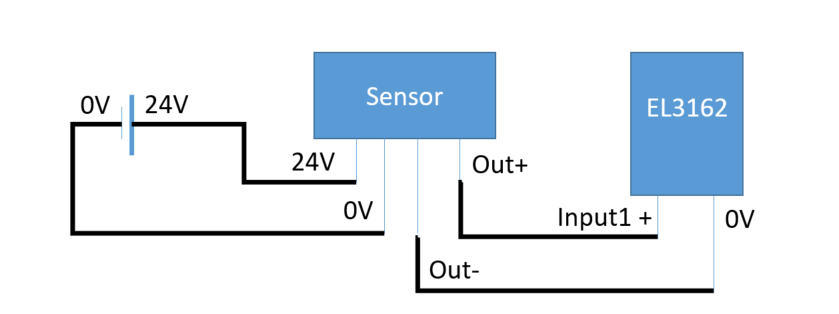 0V
24V
Sensor
EL3162
24V
Out+
0V
Input1 +
0V
Out-